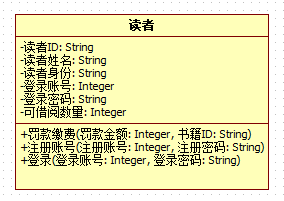 读者
-读者ID: String
-读者姓名: String
-读者身份: String
-登录账号: Integer
-登录密码: String
-可借阅数量: Integer
+罚款缴费(罚款金额: Integer, 书籍ID: String)
+注册账号(注册账号: Integer, 注册密码: String)
+登录(登录账号: Integer, 登录密码: String)